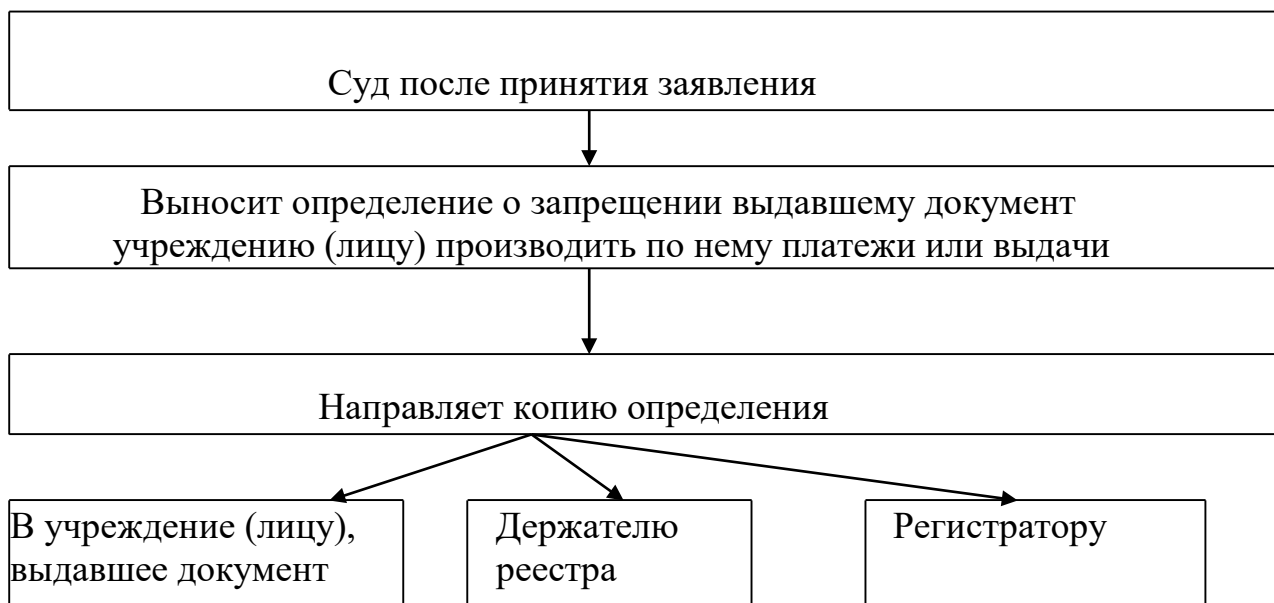 Суд после принятия заявления
Выносит определение о запрещении выдавшему документ
учреждению (лицу) производить по нему платежи или выдачи
Направляет копию определения
В учреждение (лицу),
выдавшее документ
Держателю
реестра
Регистратору